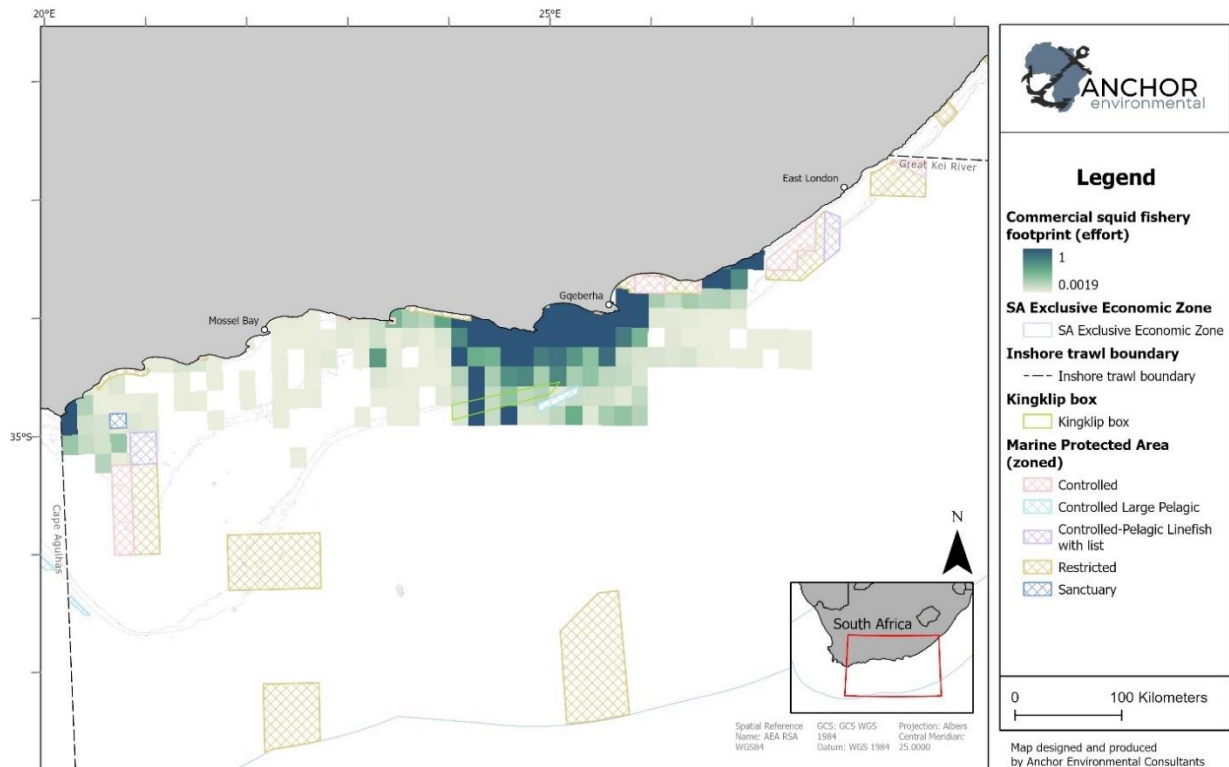 20°E
25°E
35°S
Mossel Bay
Gqeberha
East London
Great Kei River
Cape Agulhas
N
South Africa
Spatial Reference
Name: AEA RSA
WGS84
GCS: GCS WGS
1984
Datum: WGS 1984
Projection: Albers
Central Meridian:
25.0000
ANCHOR
environmental
Legend
Commercial squid fishery
footprint (effort)
1
0.0019
SA Exclusive Economic Zone
SA Exclusive Economic Zone
Inshore trawl boundary
Inshore trawl boundary
Kingklip box
Kingklip box
Marine Protected Area
(zoned)
Controlled
Controlled Large Pelagic
Controlled-Pelagic Linefish
with list
Restricted
Sanctuary
0 100 Kilometers
Map designed and produced
by Anchor Environmental Consultants